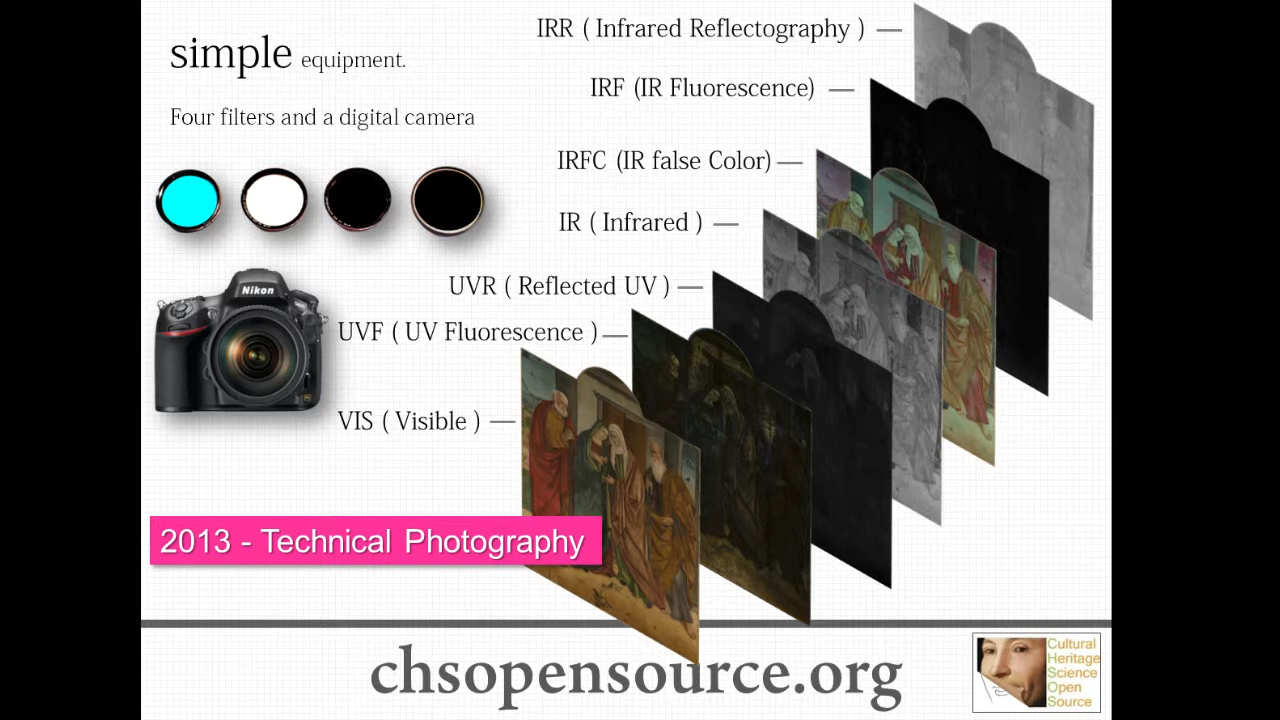 simple equipment.
Four filters and a digital camera
Nikon
IRR ( Infrared Reflectography )
IRF (IR Fluorescence)
IRFC (IR false Color)
IR ( Infrared )
UVR ( Reflected UV )
UVF ( UV Fluorescence )
VIS ( Visible )
2013 - Technical Photography
chsopensource.org
Cultural
Heritage
Science
Open
Source